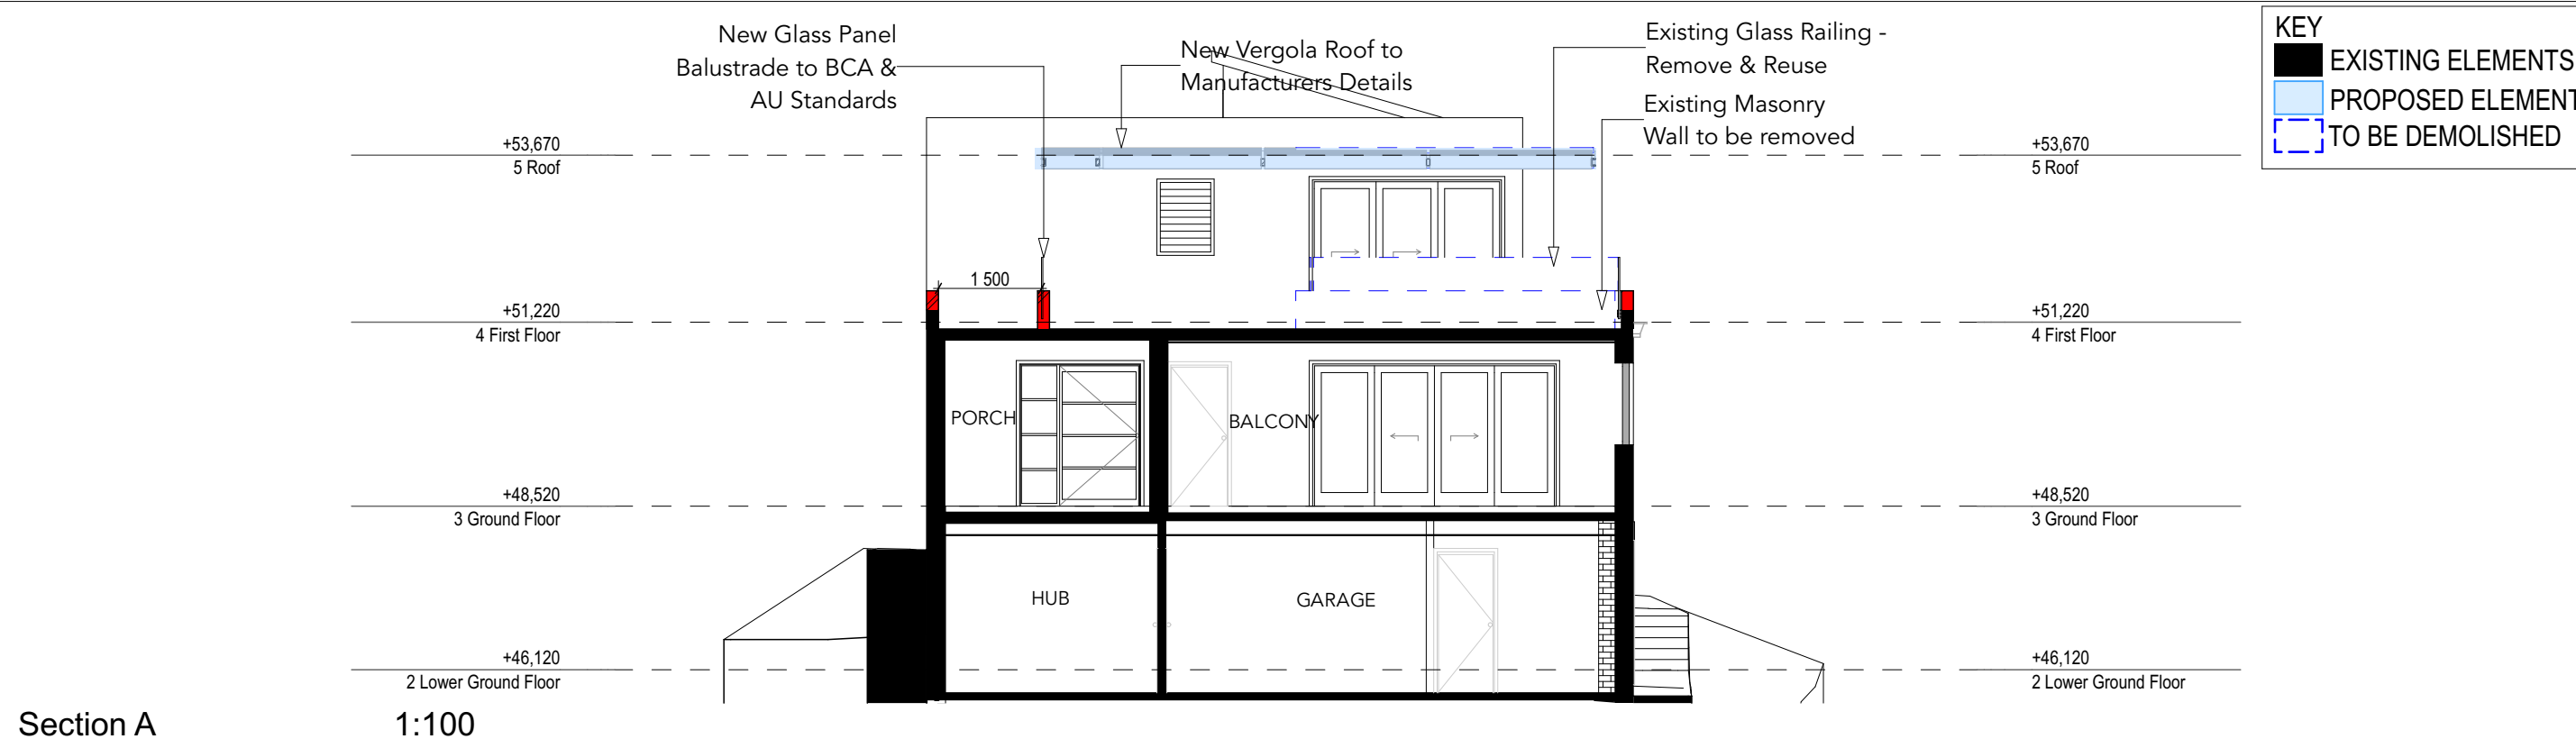 New Glass Panel
Balustrade to BCA &
AU Standards
New Vergola Roof to
Manufacturers Details
Existing Glass Railing -
Remove & Reuse
Existing Masonry
Wall to be removed
KEY
EXISTING ELEMENTS
PROPOSED ELEMENT
TO BE DEMOLISHED
+53,670
5 Roof
+53,670
5 Roof
1 500
+51,220
4 First Floor
+51,220
4 First Floor
PORCH
BALCONY
+48,520
3 Ground Floor
+48,520
3 Ground Floor
HUB
GARAGE
+46,120
2 Lower Ground Floor
+46,120
2 Lower Ground Floor
Section A
1:100